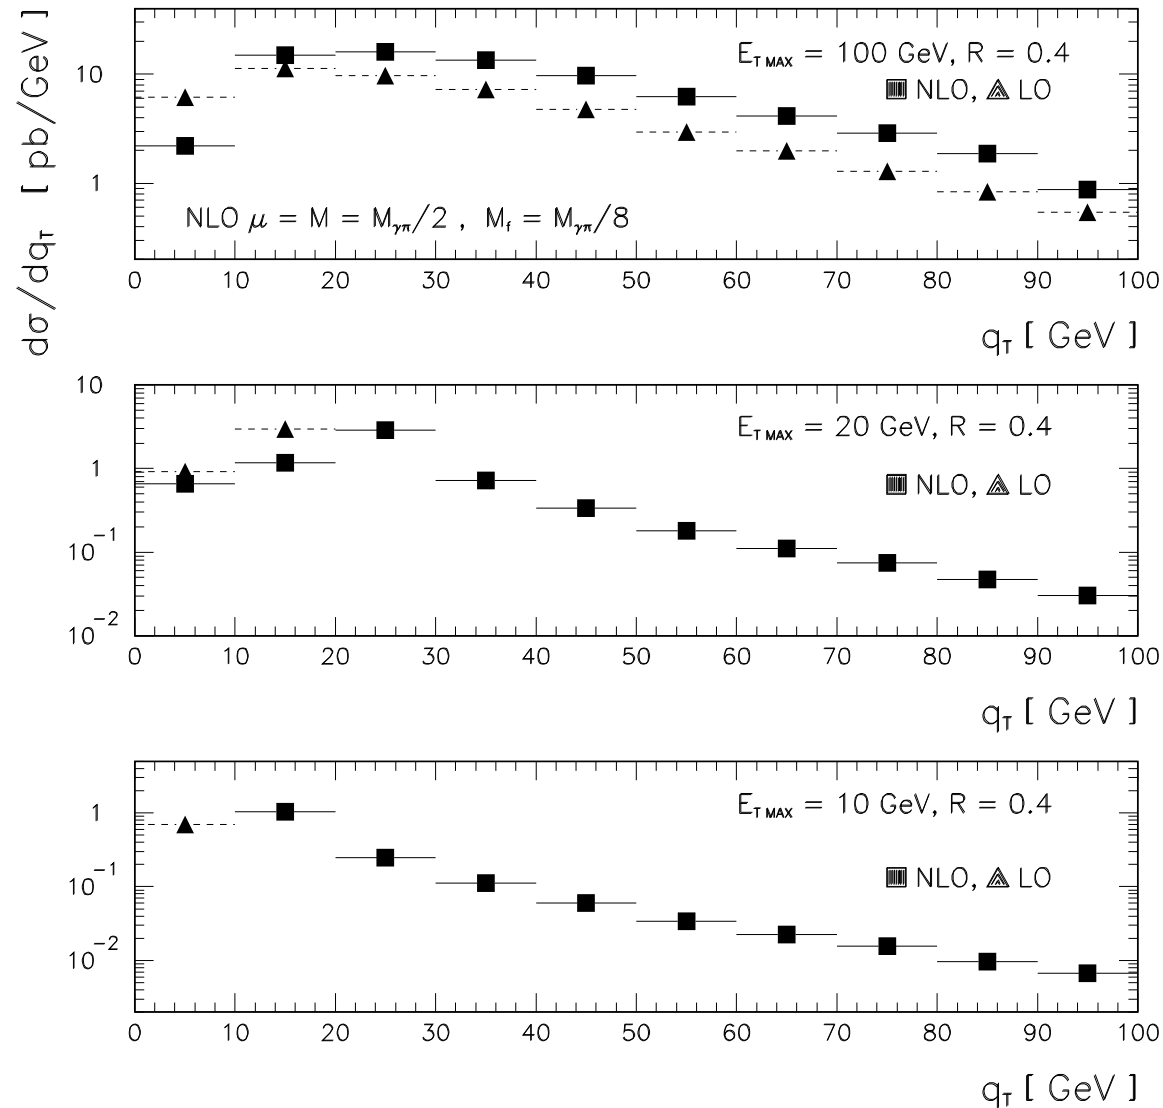 dσ/dq_T [ pb/GeV ]
10
1
E_T MAX = 100 GeV, R = 0.4
NLO, LO
NLO μ = M = M_γπ/2 , M_f = M_γπ/8
0 10 20 30 40 50 60 70 80 90 100
q_T [ GeV ]
10
1
10^-1
10^-2
E_T MAX = 20 GeV, R = 0.4
NLO, LO
0 10 20 30 40 50 60 70 80 90 100
q_T [ GeV ]
1
10^-1
10^-2
E_T MAX = 10 GeV, R = 0.4
NLO, LO
0 10 20 30 40 50 60 70 80 90 100
q_T [ GeV ]